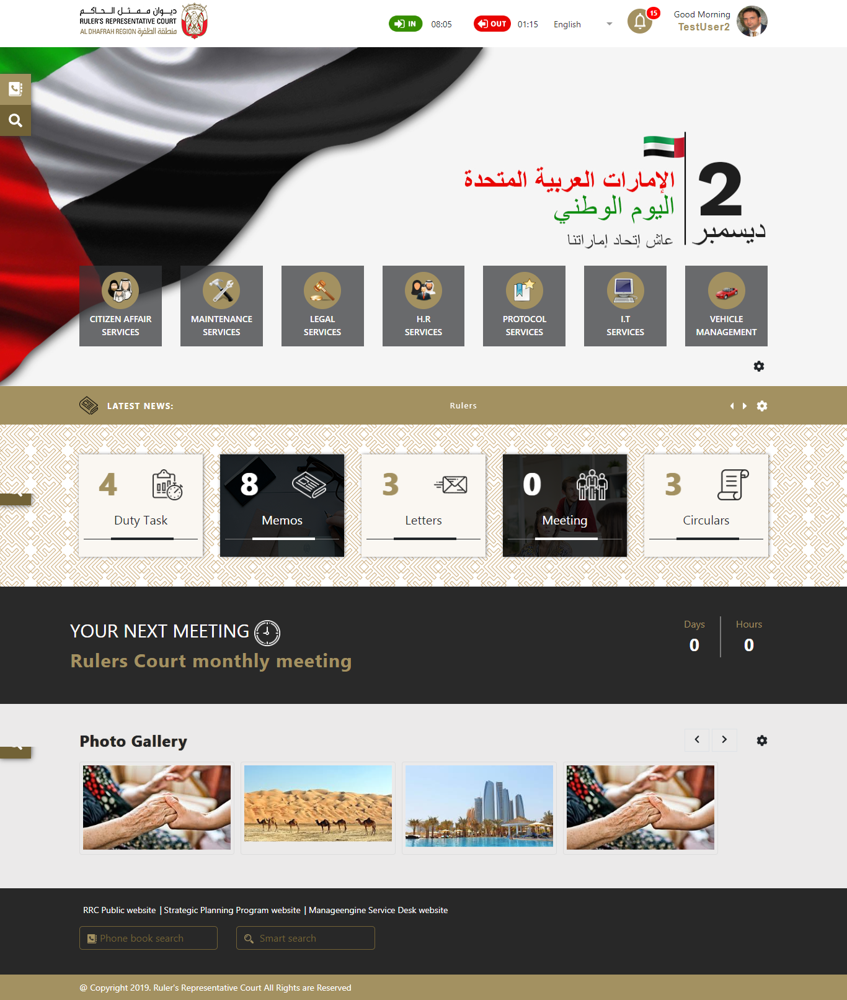 ديـوان ممـثـل الـحـاكـم
RULER'S REPRESENTATIVE COURT
AL DHAFRAH REGION منطقة الظفرة
IN 08:05
OUT 01:15
English
15
Good Morning
TestUser2
2
ديسمبر
الإمارات العربية المتحدة
اليوم الوطني
عاش إتحاد إماراتنا
CITIZEN AFFAIR
SERVICES
MAINTENANCE
SERVICES
LEGAL
SERVICES
H.R
SERVICES
PROTOCOL
SERVICES
I.T
SERVICES
VEHICLE
MANAGEMENT
LATEST NEWS:
Rulers
4
Duty Task
8
Memos
3
Letters
0
Meeting
3
Circulars
YOUR NEXT MEETING
Rulers Court monthly meeting
Days
0
Hours
0
Photo Gallery
RRC Public website | Strategic Planning Program website | Manageengine Service Desk website
Phone book search
Smart search
@ Copyright 2019. Ruler's Representative Court All Rights are Reserved